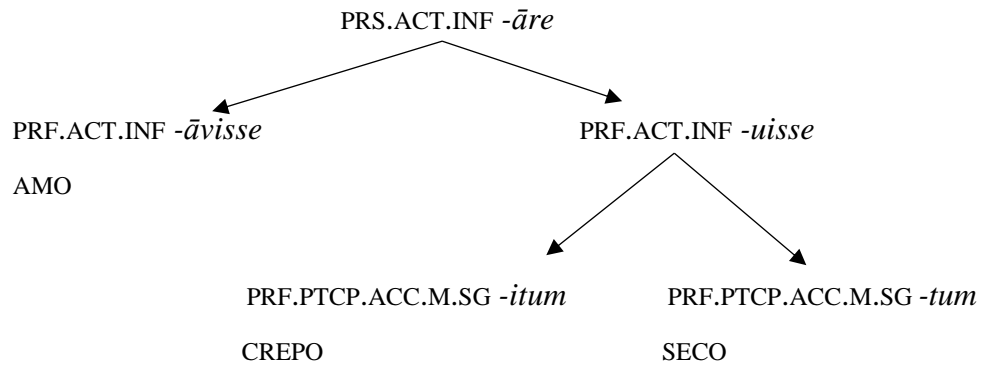 PRS.ACT.INF -āre
PRF.ACT.INF -āvisse PRF.ACT.INF -uisse
AMO
PRF.PTCP.ACC.M.SG -itum PRF.PTCP.ACC.M.SG -tum
CREPO SECO